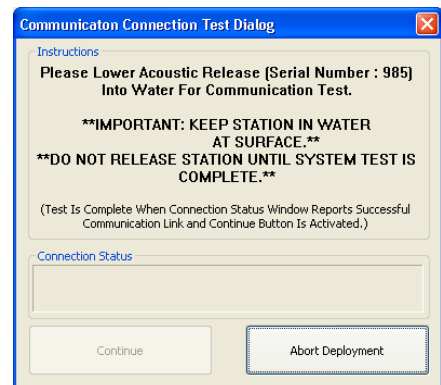 Communicaton Connection Test Dialog
Instructions
Please Lower Acoustic Release (Serial Number : 985)
Into Water For Communication Test.
**IMPORTANT: KEEP STATION IN WATER
AT SURFACE.**
**DO NOT RELEASE STATION UNTIL SYSTEM TEST IS
COMPLETE.**
(Test Is Complete When Connection Status Window Reports Successful
Communication Link and Continue Button Is Activated.)
Connection Status
Continue
Abort Deployment